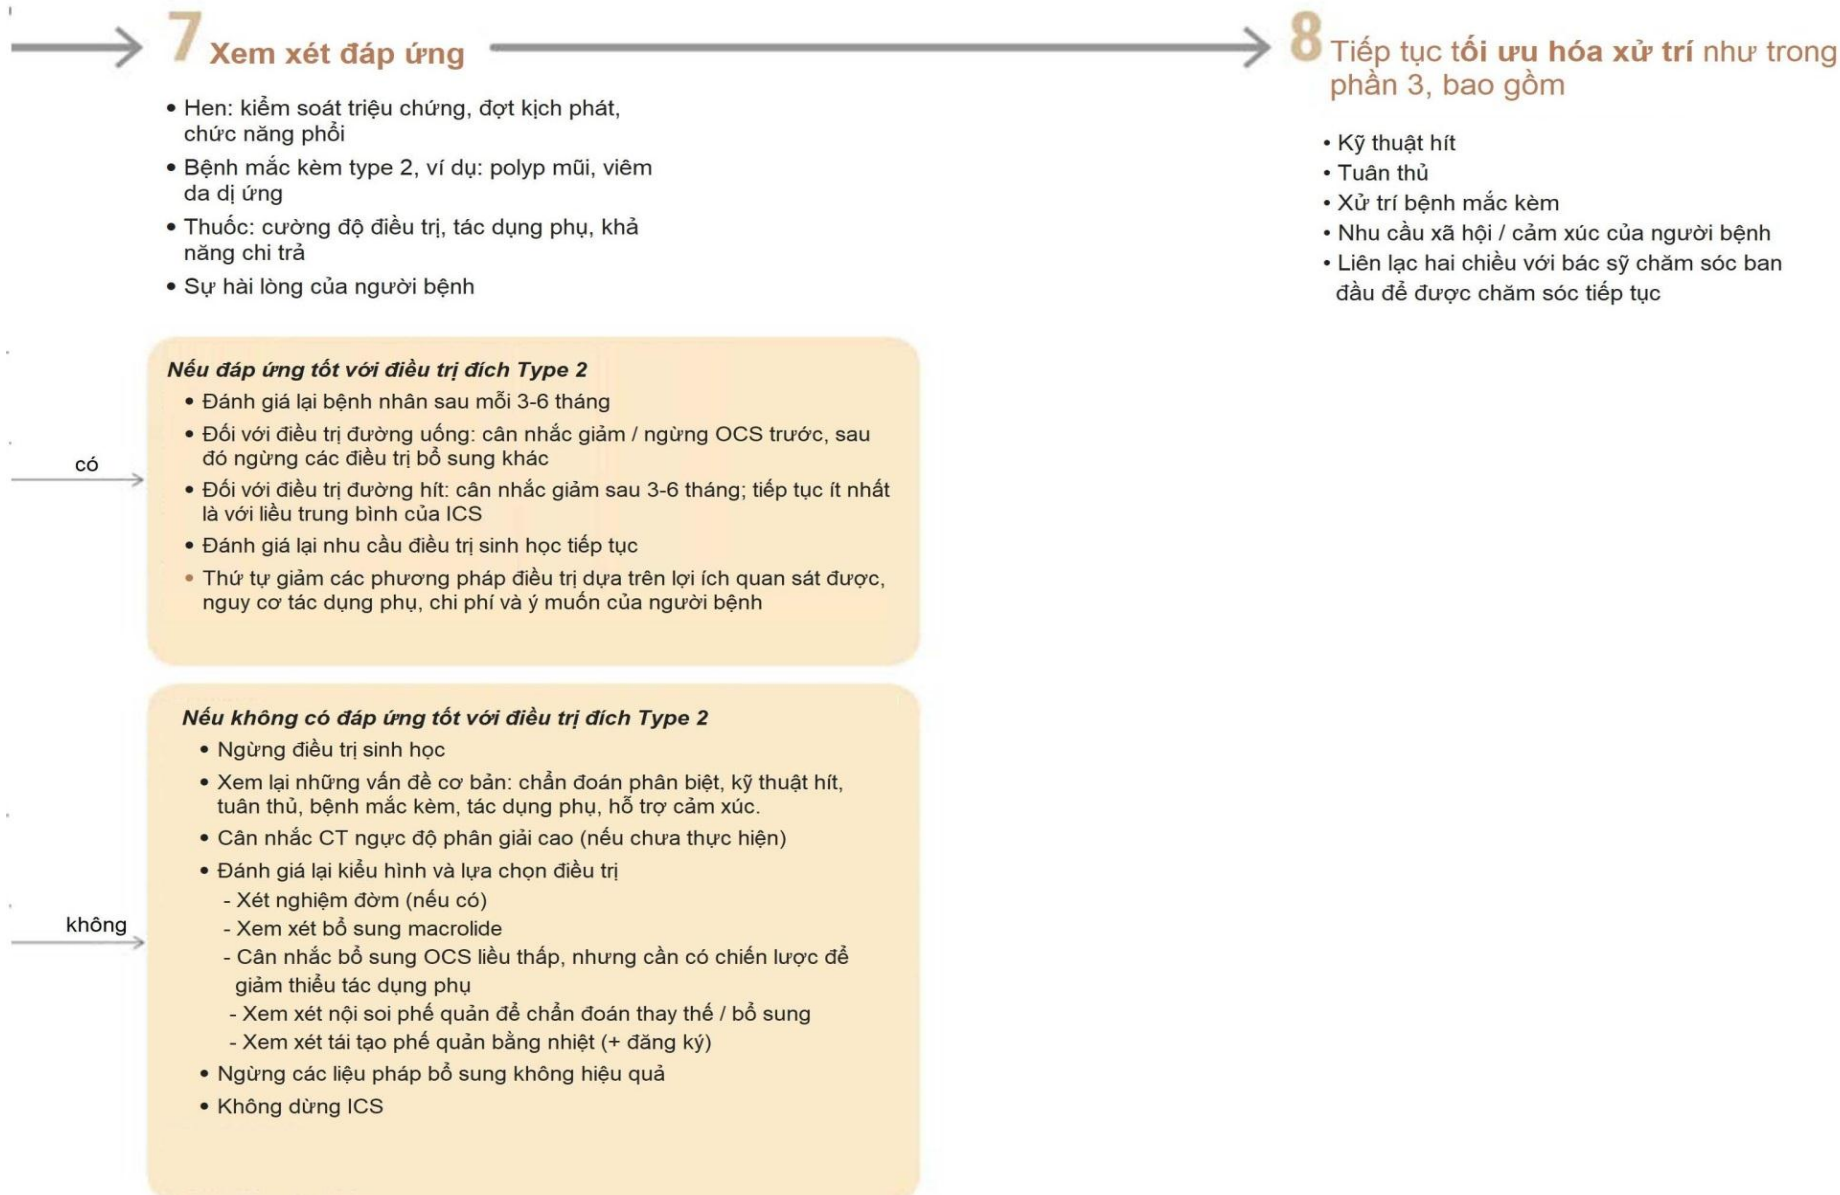 7 Xem xét đáp ứng
• Hen: kiểm soát triệu chứng, đợt kịch phát,
chức năng phổi
• Bệnh mắc kèm type 2, ví dụ: polyp mũi, viêm
da dị ứng
• Thuốc: cường độ điều trị, tác dụng phụ, khả
năng chi trả
• Sự hài lòng của người bệnh
8 Tiếp tục tối ưu hóa xử trí như trong
phần 3, bao gồm
• Kỹ thuật hít
• Tuân thủ
• Xử trí bệnh mắc kèm
• Nhu cầu xã hội / cảm xúc của người bệnh
• Liên lạc hai chiều với bác sỹ chăm sóc ban
đầu để được chăm sóc tiếp tục
có
Nếu đáp ứng tốt với điều trị đích Type 2
• Đánh giá lại bệnh nhân sau mỗi 3-6 tháng
• Đối với điều trị đường uống: cân nhắc giảm / ngừng OCS trước, sau
đó ngừng các điều trị bổ sung khác
• Đối với điều trị đường hít: cân nhắc giảm sau 3-6 tháng; tiếp tục ít nhất
là với liều trung bình của ICS
• Đánh giá lại nhu cầu điều trị sinh học tiếp tục
• Thứ tự giảm các phương pháp điều trị dựa trên lợi ích quan sát được,
nguy cơ tác dụng phụ, chi phí và ý muốn của người bệnh
không
Nếu không có đáp ứng tốt với điều trị đích Type 2
• Ngừng điều trị sinh học
• Xem lại những vấn đề cơ bản: chẩn đoán phân biệt, kỹ thuật hít,
tuân thủ, bệnh mắc kèm, tác dụng phụ, hỗ trợ cảm xúc.
• Cân nhắc CT ngực độ phân giải cao (nếu chưa thực hiện)
• Đánh giá lại kiểu hình và lựa chọn điều trị
- Xét nghiệm đờm (nếu có)
- Xem xét bổ sung macrolide
- Cân nhắc bổ sung OCS liều thấp, nhưng cần có chiến lược để
giảm thiểu tác dụng phụ
- Xem xét nội soi phế quản để chẩn đoán thay thế / bổ sung
- Xem xét tái tạo phế quản bằng nhiệt (+ đăng ký)
• Ngừng các liệu pháp bổ sung không hiệu quả
• Không dừng ICS